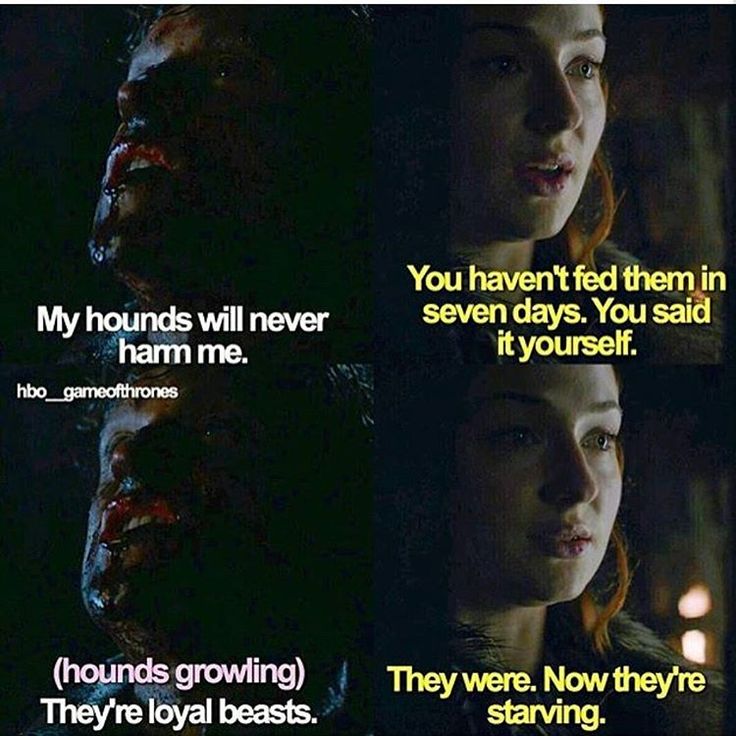 My hounds will never
harm me.
You haven't fed them in
seven days. You said
it yourself.
hbo__gameofthrones
(hounds growling)
They're loyal beasts.
They were. Now they're
starving.